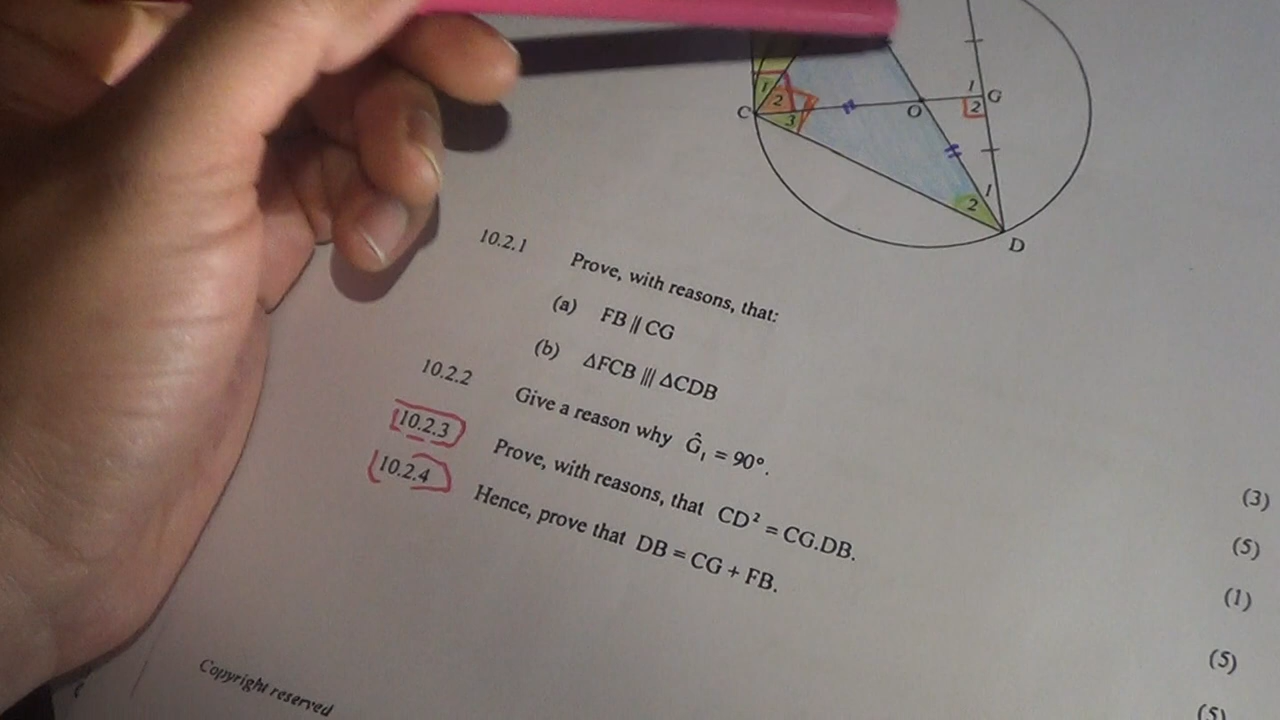 1
2
3
C
O
1
2
G
1
2
D
10.2.1 Prove, with reasons, that:
(a) FB // CG
(b) ΔFCB /// ΔCDB (3)
10.2.2 Give a reason why Ĝ₁ = 90°. (5)
10.2.3 Prove, with reasons, that CD² = CG.DB. (1)
10.2.4 Hence, prove that DB = CG + FB. (5)
(5)
Copyright reserved